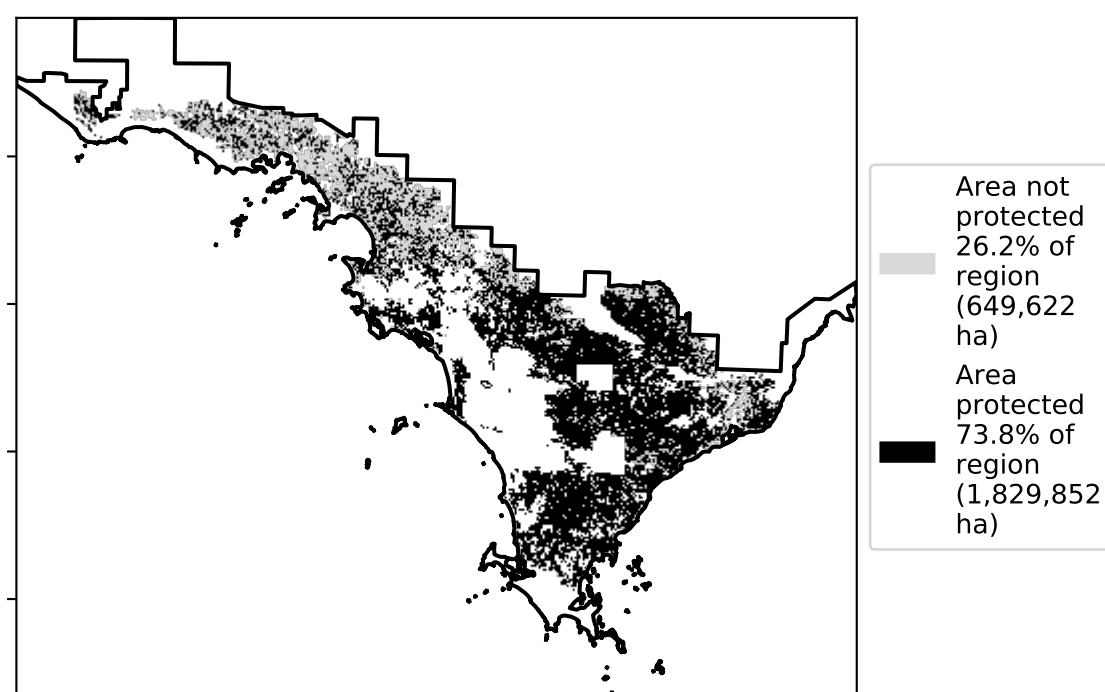 Area not
protected
26.2% of
region
(649,622
ha)
Area
protected
73.8% of
region
(1,829,852
ha)